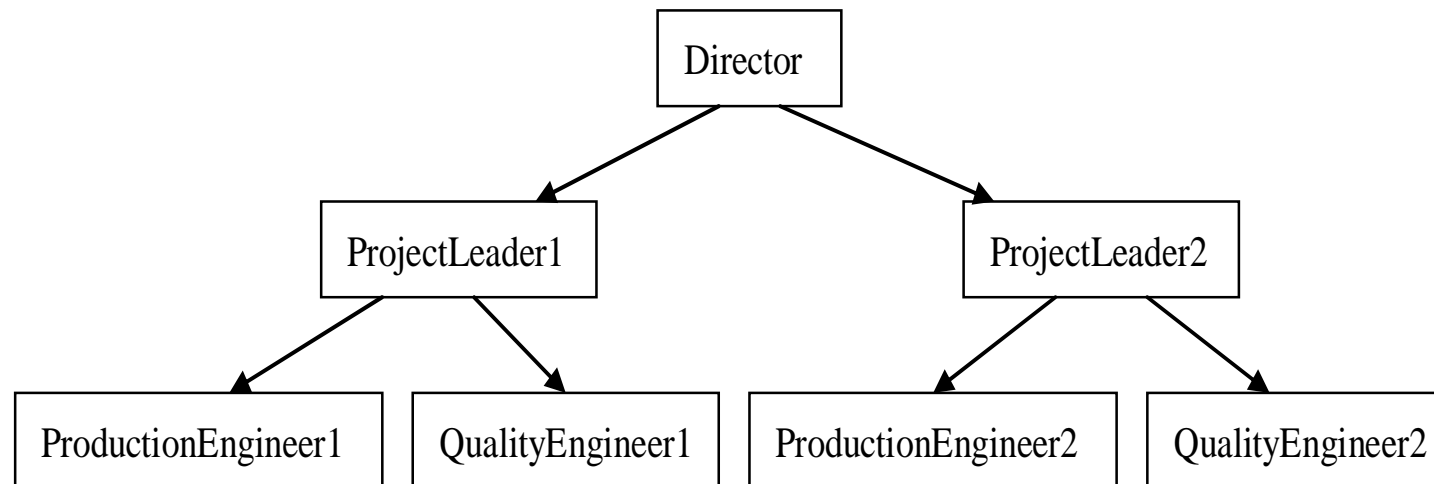 Director
ProjectLeader1
ProjectLeader2
ProductionEngineer1
QualityEngineer1
ProductionEngineer2
QualityEngineer2